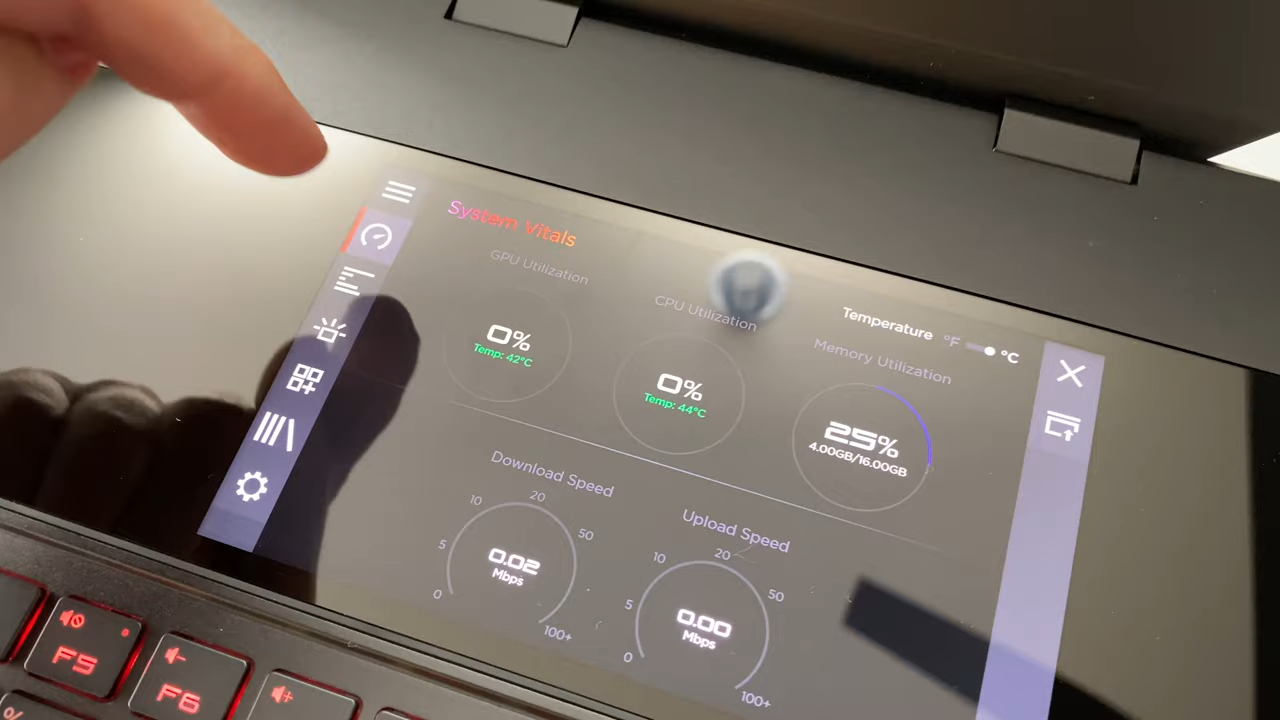 System Vitals
GPU Utilization
0%
Temp: 42°C
CPU Utilization
0%
Temp: 44°C
Temperature °F °C
Memory Utilization
25%
4.00GB/16.00GB
Download Speed
0
5
10
20
50
100+
0.02
Mbps
Upload Speed
0
5
10
20
50
100+
0.00
Mbps
F5
F6
%